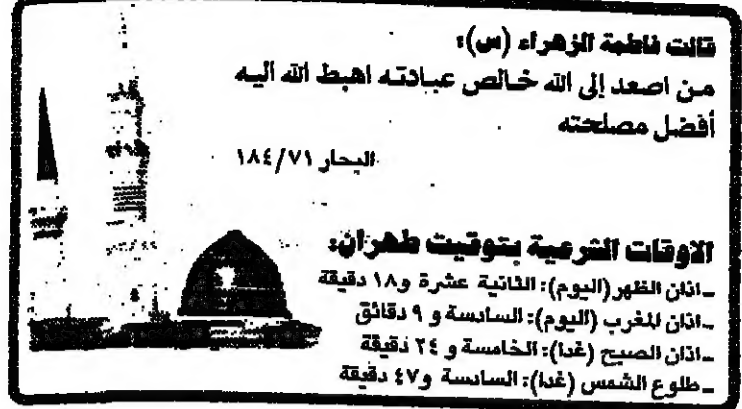 قالت فاطمة الزهراء (س):
من اصعد إلى الله خالص عبادته اهبط الله اليه
أفضل مصلحته
البحار ١٨٤/٧١
الاوقات الشرعية بتوقيت طهران:
ـ اذان الظهر (اليوم): الثانية عشرة و١٨ دقيقة
ـ اذان المغرب (اليوم): السادسة و ٩ دقائق
ـ اذان الصبح (غدا): الخامسة و ٢٤ دقيقة
ـ طلوع الشمس (غدا): السادسة و٤٧ دقيقة